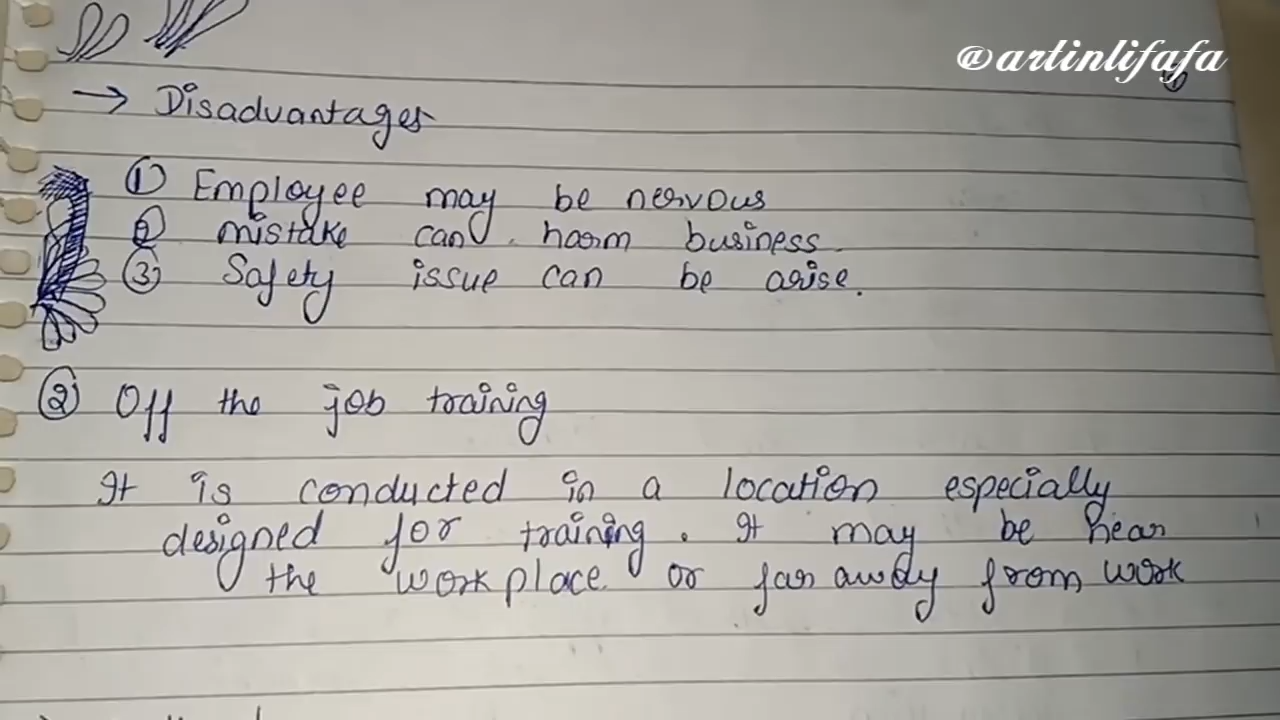 @artinlifafa
→ Disadvantages
① Employee may be nervous
② mistake can harm business.
③ Safety issue can be arise.
② Off the job training
It is conducted in a location especially
designed for training. It may be near
the workplace or far away from work